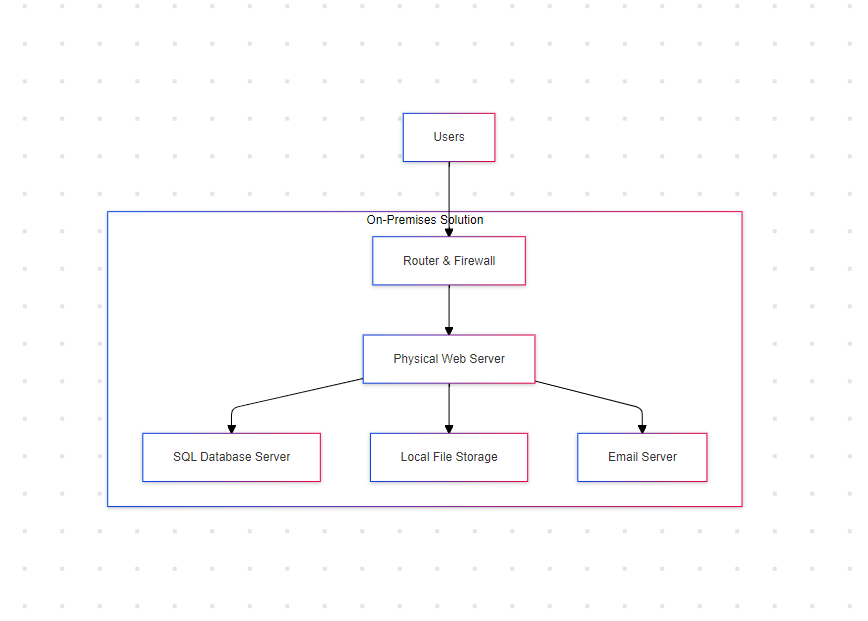 Users
On-Premises Solution
Router & Firewall
Physical Web Server
SQL Database Server
Local File Storage
Email Server